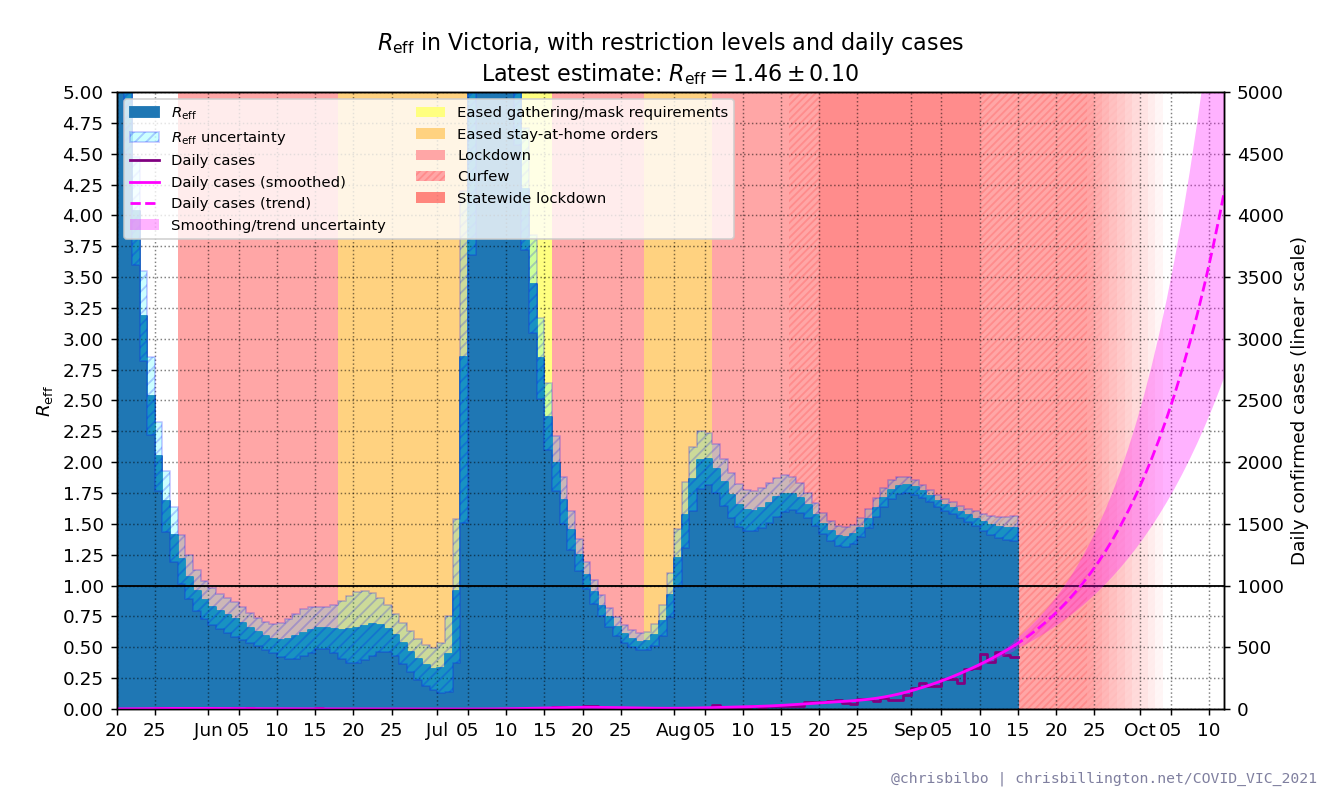 Reff in Victoria, with restriction levels and daily cases
Latest estimate: Reff = 1.46 ± 0.10
Reff
Reff uncertainty
Daily cases
Daily cases (smoothed)
Daily cases (trend)
Smoothing/trend uncertainty
Eased gathering/mask requirements
Eased stay-at-home orders
Lockdown
Curfew
Statewide lockdown
5.00
4.75
4.50
4.25
4.00
3.75
3.50
3.25
3.00
2.75
2.50
2.25
2.00
1.75
1.50
1.25
1.00
0.75
0.50
0.25
0.00
Reff
5000
4500
4000
3500
3000
2500
2000
1500
1000
500
0
Daily confirmed cases (linear scale)
20 25 Jun 05 10 15 20 25 Jul 05 10 15 20 25 Aug 05 10 15 20 25 Sep 05 10 15 20 25 Oct 05 10
@chrisbilbo | chrisbillington.net/COVID_VIC_2021